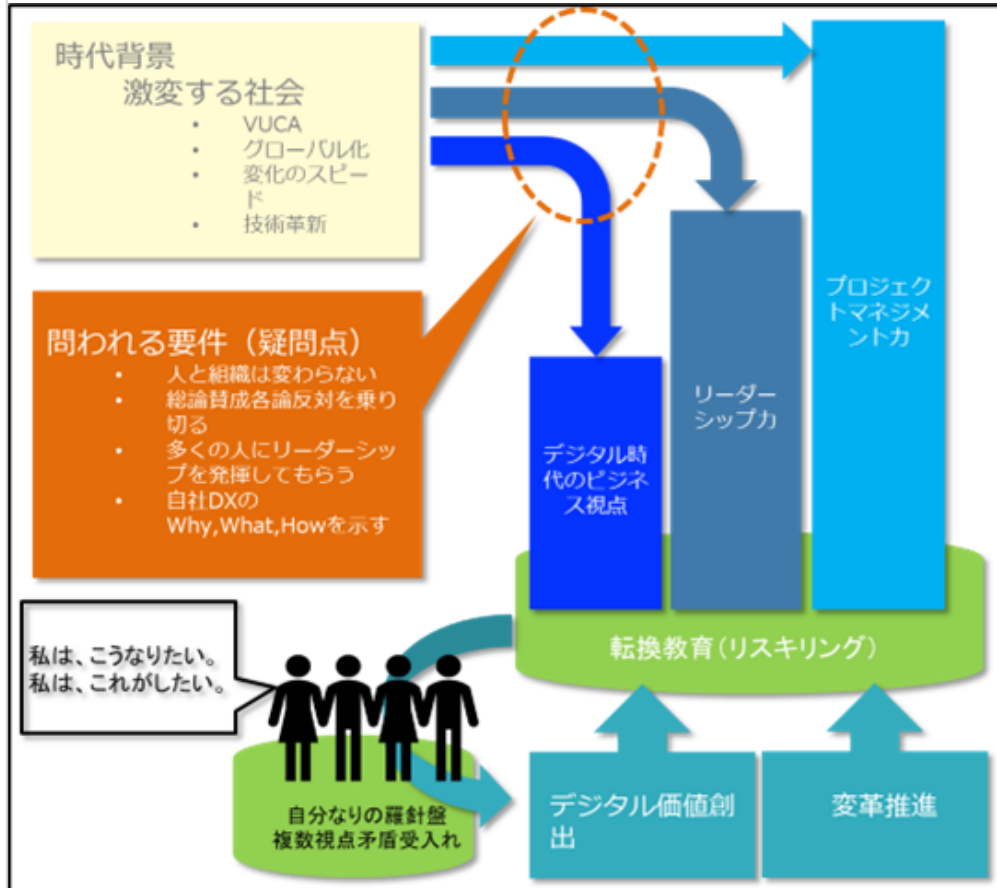 時代背景
激変する社会
• VUCA
• グローバル化
• 変化のスピー
ド
• 技術革新
問われる要件（疑問点）
• 人と組織は変わらない
• 総論賛成各論反対を乗り
切る
• 多くの人にリーダーシッ
プを発揮してもらう
• 自社DXの
Why,What,Howを示す
デジタル時
代のビジネ
ス視点
リーダー
シップ力
プロジェク
トマネジメ
ント力
転換教育（リスキリング）
私は、こうなりたい。
私は、これがしたい。
自分なりの羅針盤
複数視点矛盾受入れ
デジタル価値創
出
変革推進